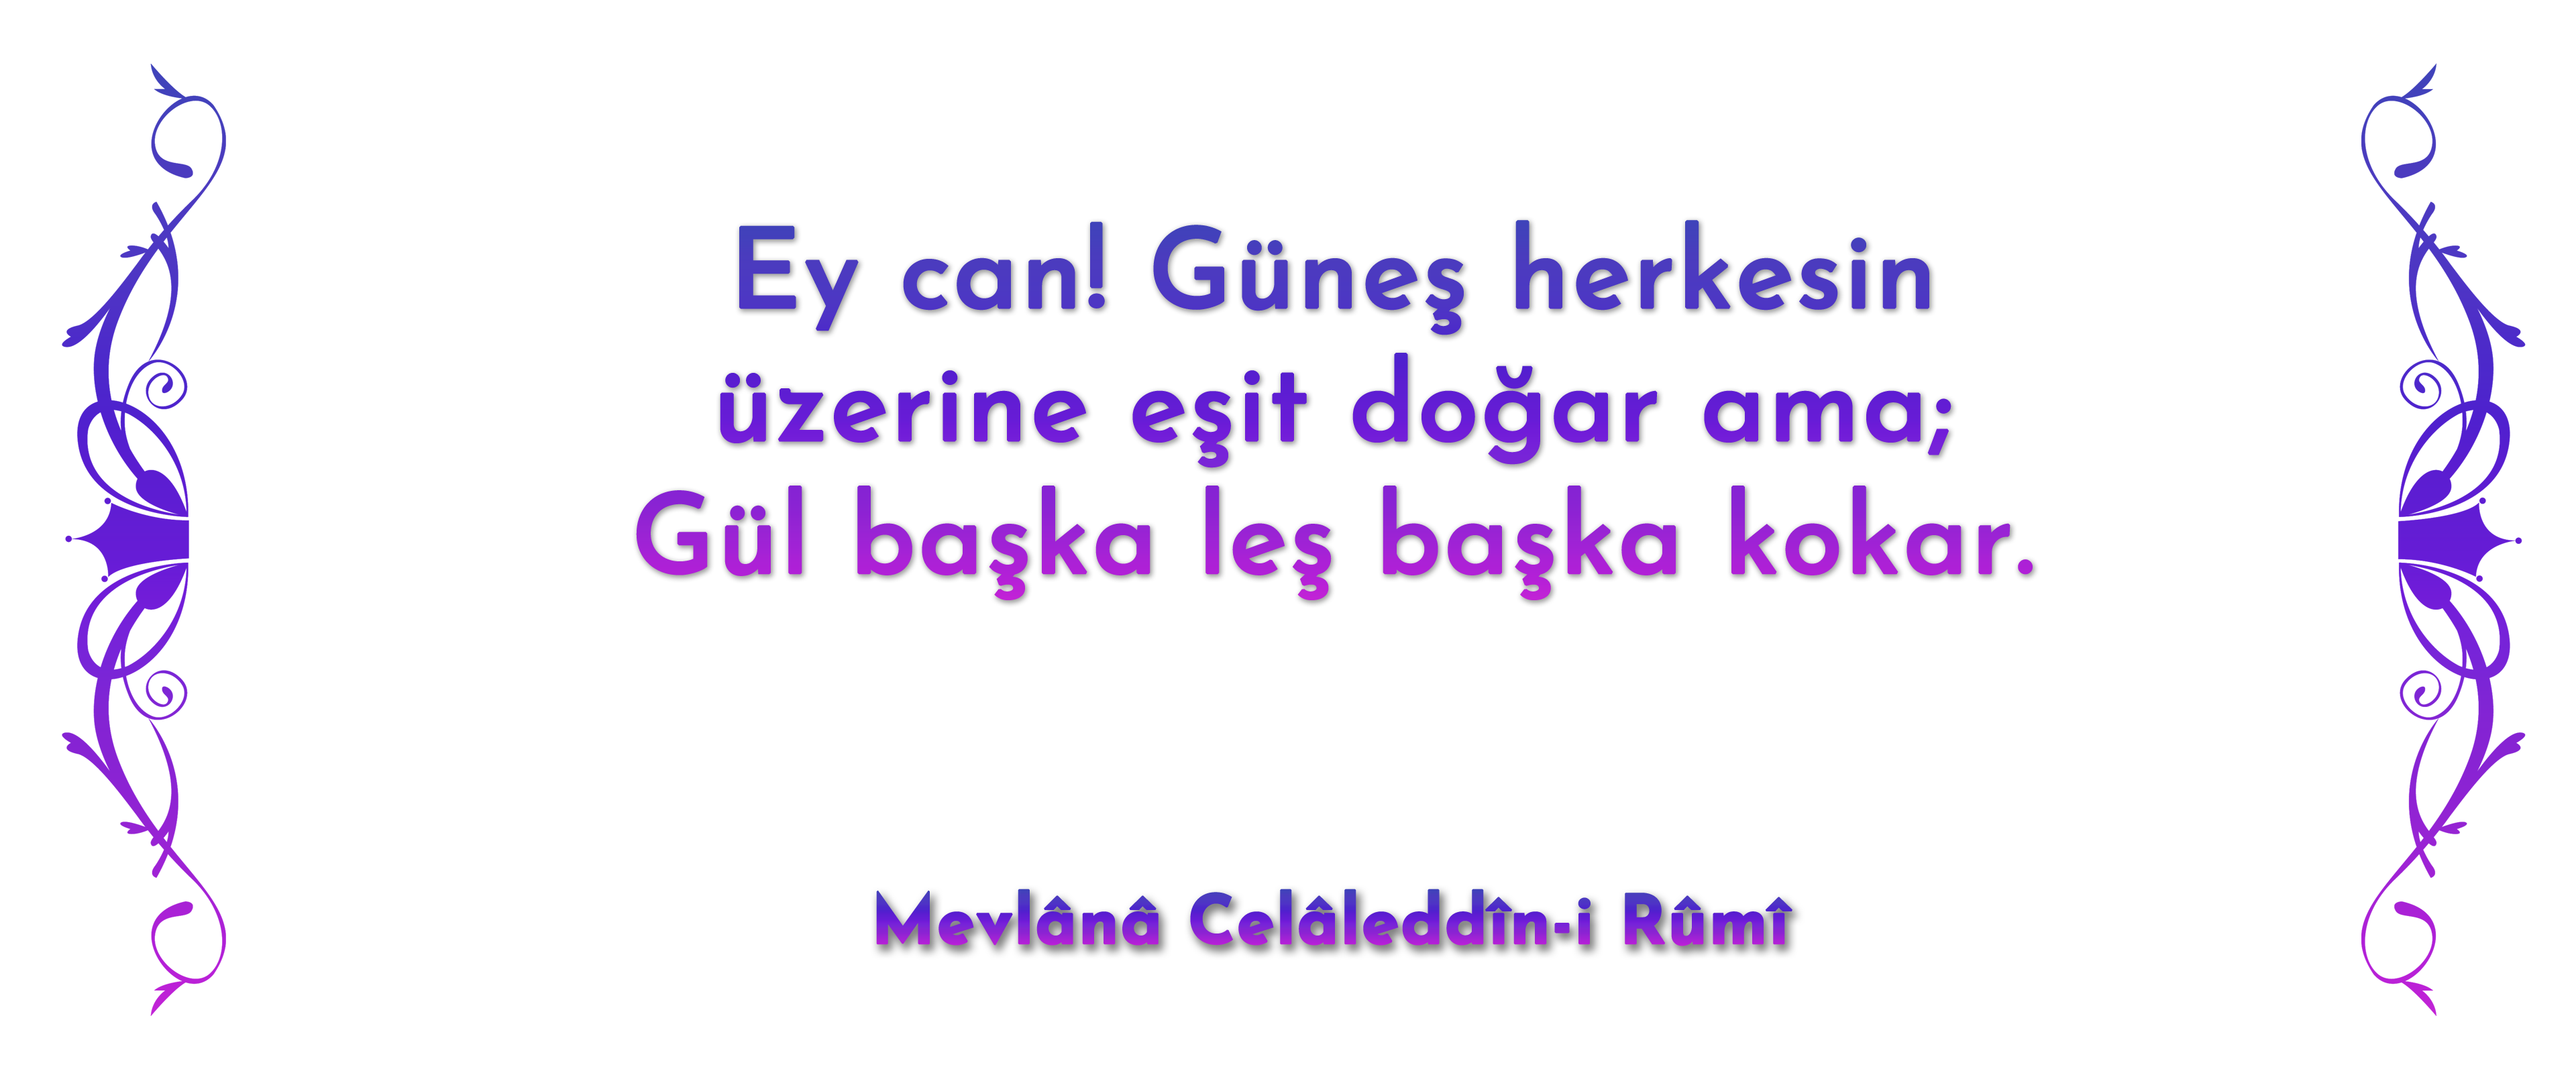 Ey can! Güneş herkesin
üzerine eşit doğar ama;
Gül başka leş başka kokar.
Mevlânâ Celâleddîn-i Rûmî